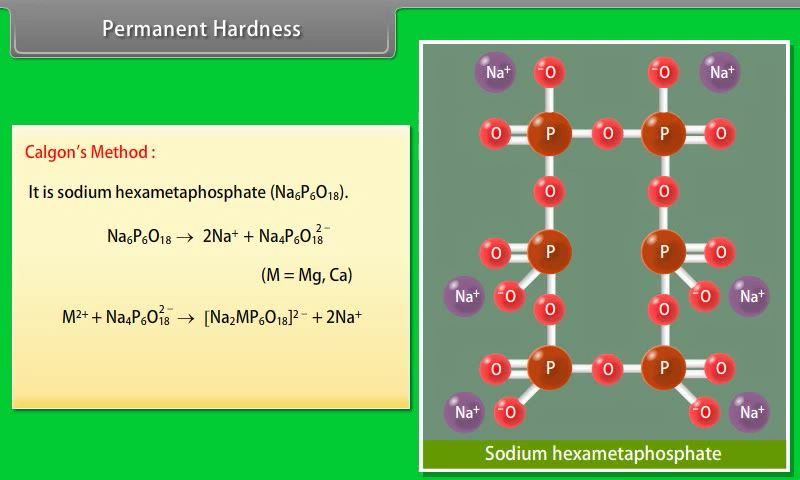 Permanent Hardness
Calgon's Method :
It is sodium hexametaphosphate (Na₆P₆O₁₈).
Na₆P₆O₁₈ → 2Na⁺ + Na₄P₆O₁₈²⁻
(M = Mg, Ca)
M²⁺ + Na₄P₆O₁₈²⁻ → [Na₂MP₆O₁₈]²⁻ + 2Na⁺
Na⁺ ⁻O ⁻O Na⁺
O P O P O
O O
O P P O
Na⁺ ⁻O ⁻O Na⁺
O O
O P O P O
Na⁺ ⁻O ⁻O Na⁺
Sodium hexametaphosphate